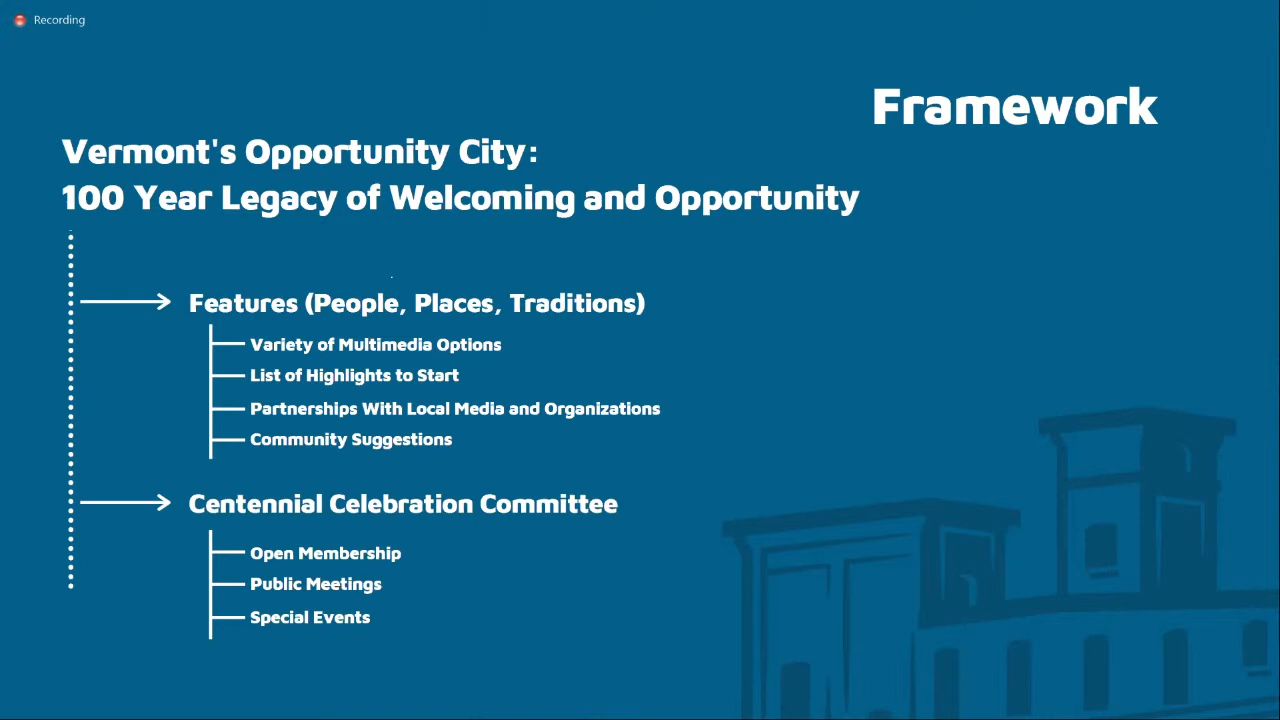 Recording
Framework
Vermont's Opportunity City:
100 Year Legacy of Welcoming and Opportunity
Features (People, Places, Traditions)
Variety of Multimedia Options
List of Highlights to Start
Partnerships With Local Media and Organizations
Community Suggestions
Centennial Celebration Committee
Open Membership
Public Meetings
Special Events